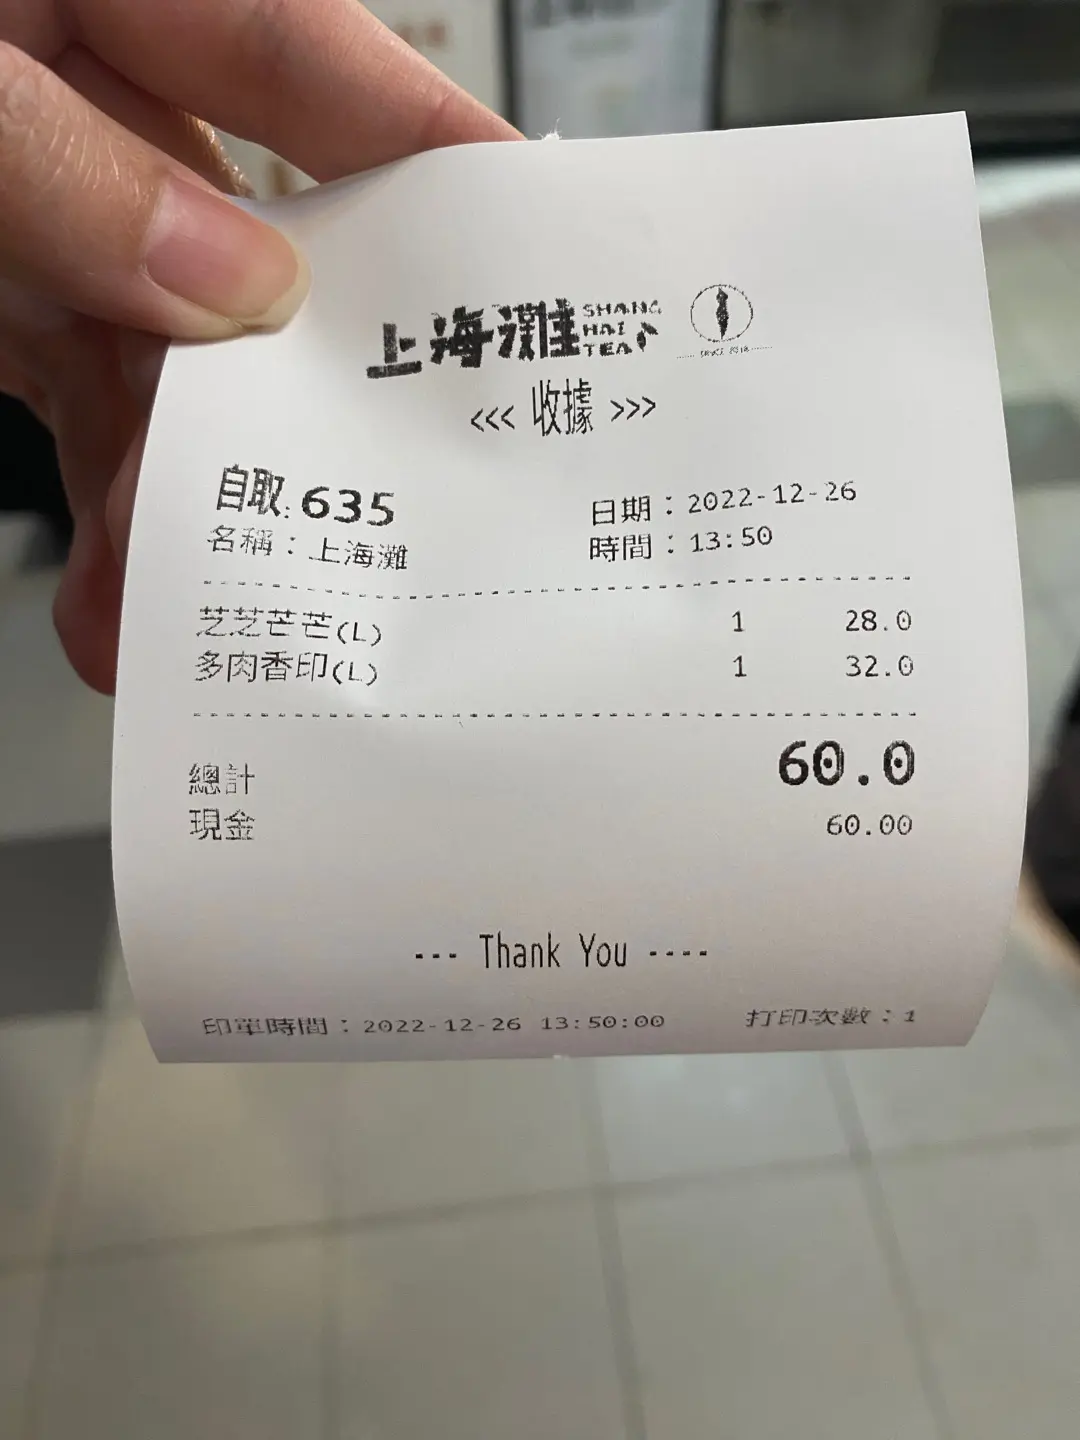 上海灘 SHANG HAI TEA
<<< 收據 >>>
自取: 635
名稱：上海灘
日期：2022-12-26
時間：13:50
芝芝芒芒(L) 1 28.0
多肉香印(L) 1 32.0
總計 60.0
現金 60.00
--- Thank You ----
印單時間：2022-12-26 13:50:00 打印次數：1